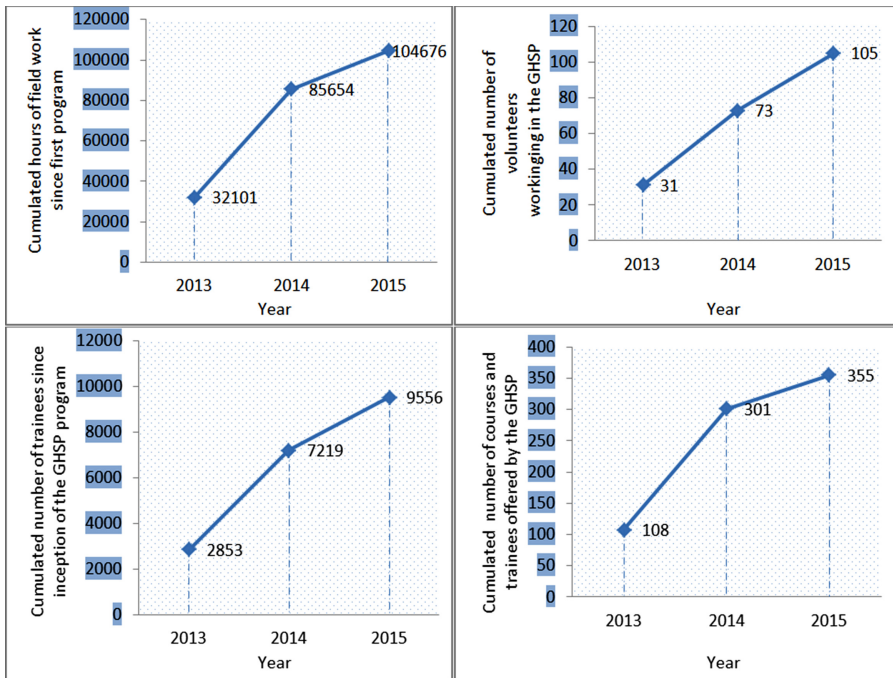 Cumulated hours of field work
since first program
120000
100000
80000
60000
40000
20000
0
32101
85654
104676
2013 2014 2015
Year
Cumulated number of
volunteers
workinging in the GHSP
120
100
80
60
40
20
0
31
73
105
2013 2014 2015
Year
Cumulated number of trainees since
inception of the GHSP program
12000
10000
8000
6000
4000
2000
0
2853
7219
9556
2013 2014 2015
Year
Cumulated number of courses and
trainees offered by the GHSP
400
350
300
250
200
150
100
50
0
108
301
355
2013 2014 2015
Year